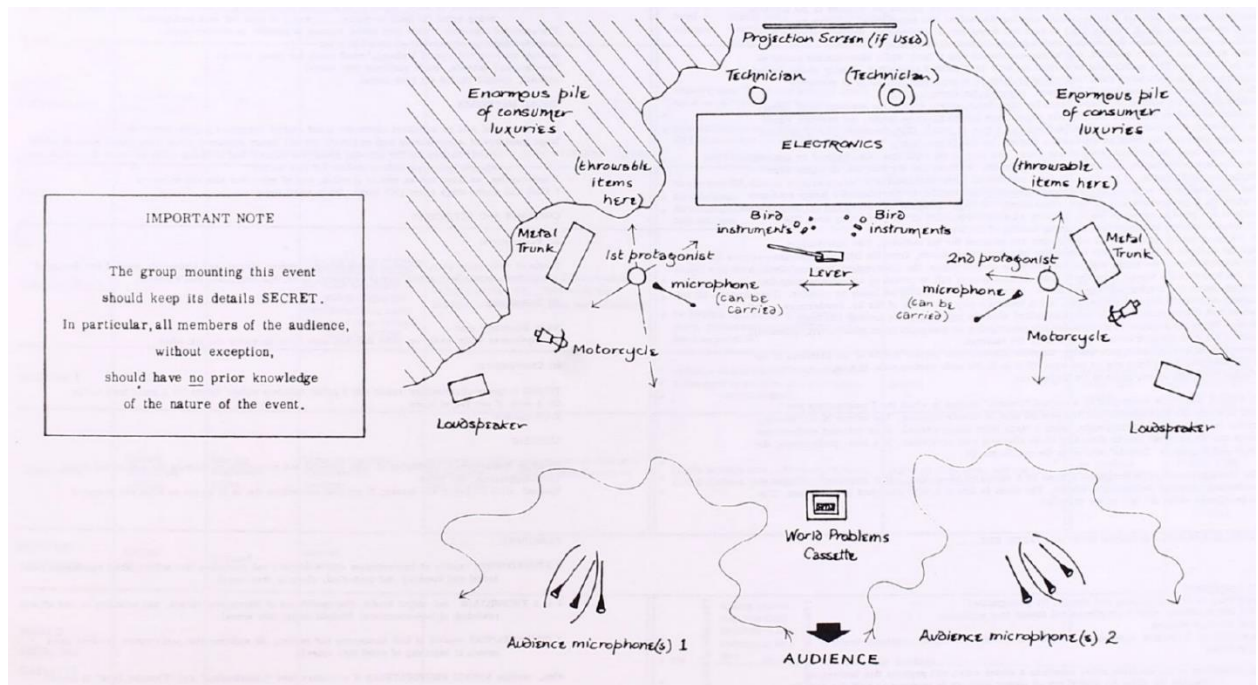 IMPORTANT NOTE
The group mounting this event
should keep its details SECRET.
In particular, all members of the audience,
without exception,
should have no prior knowledge
of the nature of the event.
Projection Screen (if used)
Technician
(Technician)
Enormous pile
of consumer
luxuries
Enormous pile
of consumer
luxuries
ELECTRONICS
(throwable
items
here)
(throwable
items here)
Bird
instruments
Bird
instruments
Metal
Trunk
Metal
Trunk
1st protagonist
2nd protagonist
Lever
microphone
(can be
carried)
microphone
(can be
carried)
Motorcycle
Motorcycle
Loudspeaker
Loudspeaker
World Problems
Cassette
Audience microphone(s) 1
Audience microphone(s) 2
AUDIENCE